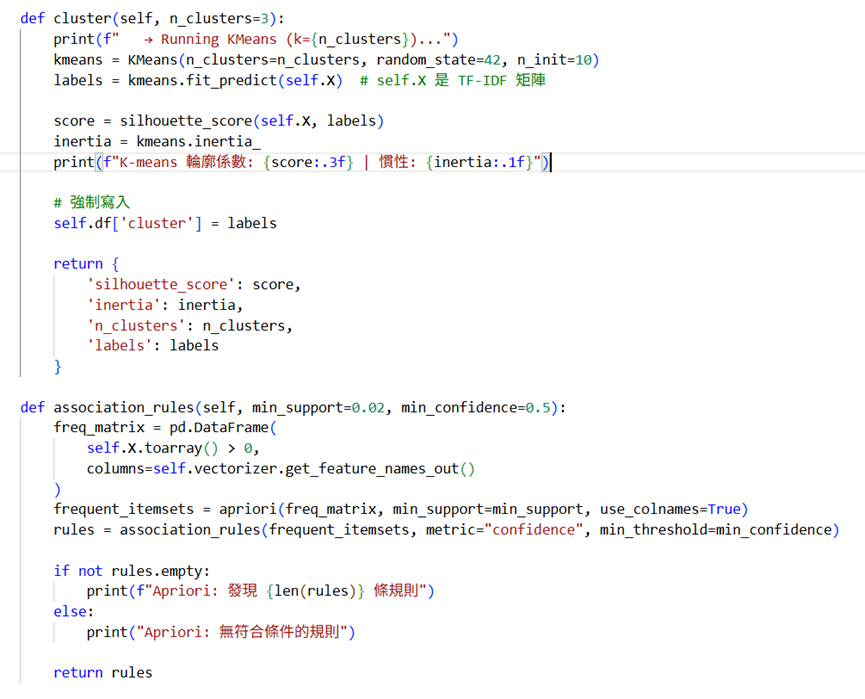 def cluster(self, n_clusters=3):
    print(f"   → Running KMeans (k={n_clusters})...")
    kmeans = KMeans(n_clusters=n_clusters, random_state=42, n_init=10)
    labels = kmeans.fit_predict(self.X)  # self.X 是 TF-IDF 矩陣

    score = silhouette_score(self.X, labels)
    inertia = kmeans.inertia_
    print(f"K-means 輪廓係數: {score:.3f} | 慣性: {inertia:.1f}")

    # 強制寫入
    self.df['cluster'] = labels

    return {
        'silhouette_score': score,
        'inertia': inertia,
        'n_clusters': n_clusters,
        'labels': labels
    }

def association_rules(self, min_support=0.02, min_confidence=0.5):
    freq_matrix = pd.DataFrame(
        self.X.toarray() > 0,
        columns=self.vectorizer.get_feature_names_out()
    )
    frequent_itemsets = apriori(freq_matrix, min_support=min_support, use_colnames=True)
    rules = association_rules(frequent_itemsets, metric="confidence", min_threshold=min_confidence)

    if not rules.empty:
        print(f"Apriori: 發現 {len(rules)} 條規則")
    else:
        print("Apriori: 無符合條件的規則")

    return rules